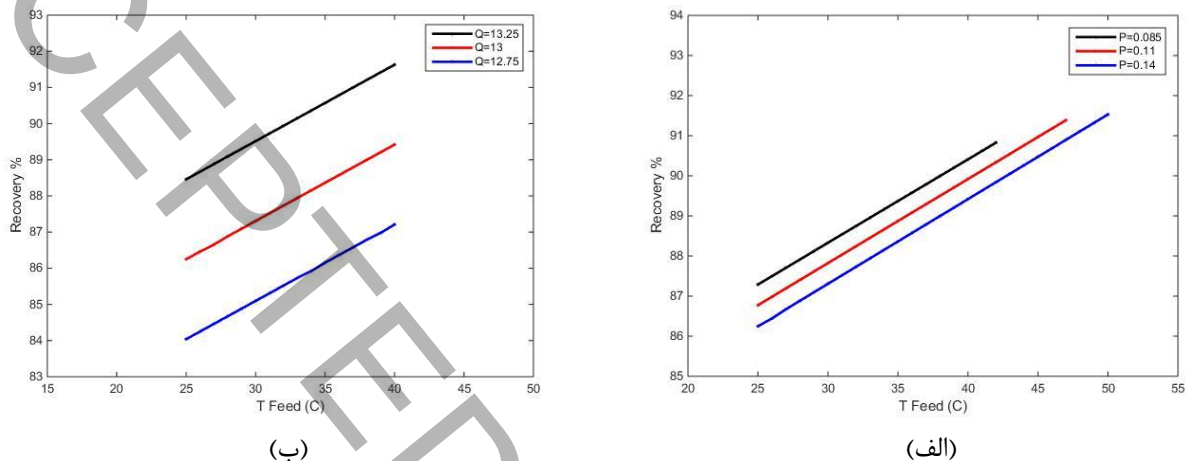 93
92
91
90
89
88
87
86
85
84
83
Recovery %
15 20 25 30 35 40 45 50
T Feed (C)
Q=13.25
Q=13
Q=12.75
(ب)
94
93
92
91
90
89
88
87
86
85
Recovery %
20 25 30 35 40 45 50 55
T Feed (C)
P=0.085
P=0.11
P=0.14
(الف)
CEPTED